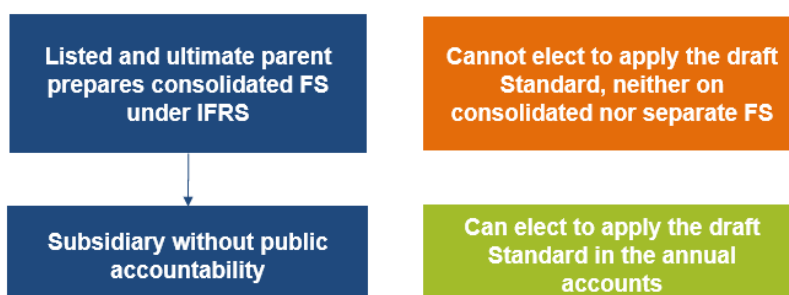 Listed and ultimate parent
prepares consolidated FS
under IFRS
Cannot elect to apply the draft
Standard, neither on
consolidated nor separate FS
Subsidiary without public
accountability
Can elect to apply the draft
Standard in the annual
accounts